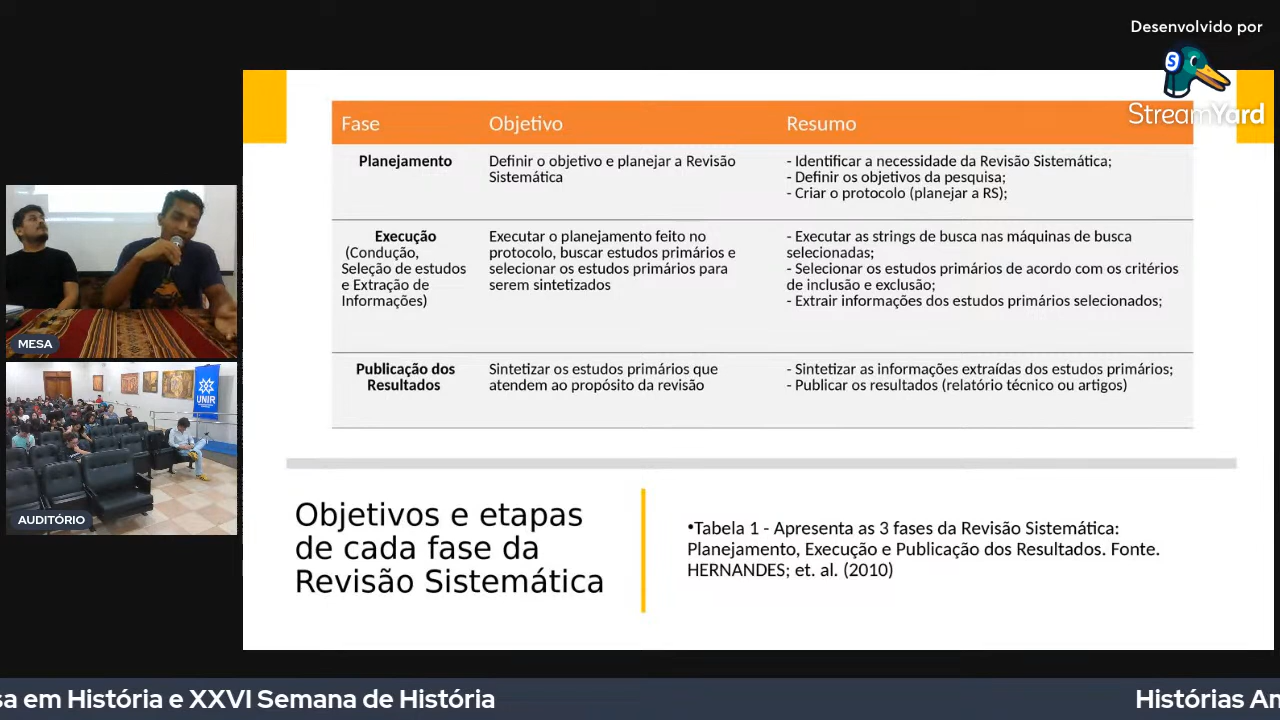 Desenvolvido por
StreamYard
Fase Objetivo Resumo
Planejamento
Definir o objetivo e planejar a Revisão
Sistemática
- Identificar a necessidade da Revisão Sistemática;
- Definir os objetivos da pesquisa;
- Criar o protocolo (planejar a RS);
Execução
(Condução,
Seleção de estudos
e Extração de
Informações)
Executar o planejamento feito no
protocolo, buscar estudos primários e
selecionar os estudos primários para
serem sintetizados
- Executar as strings de busca nas máquinas de busca
selecionadas;
- Selecionar os estudos primários de acordo com os critérios
de inclusão e exclusão;
- Extrair informações dos estudos primários selecionados;
Publicação dos
Resultados
Sintetizar os estudos primários que
atendem ao propósito da revisão
- Sintetizar as informações extraídas dos estudos primários;
- Publicar os resultados (relatório técnico ou artigos)
Objetivos e etapas
de cada fase da
Revisão Sistemática
•Tabela 1 - Apresenta as 3 fases da Revisão Sistemática:
Planejamento, Execução e Publicação dos Resultados. Fonte.
HERNANDES; et. al. (2010)
MESA
UNIR
AUDITÓRIO
sa em História e XXVI Semana de História
Histórias An